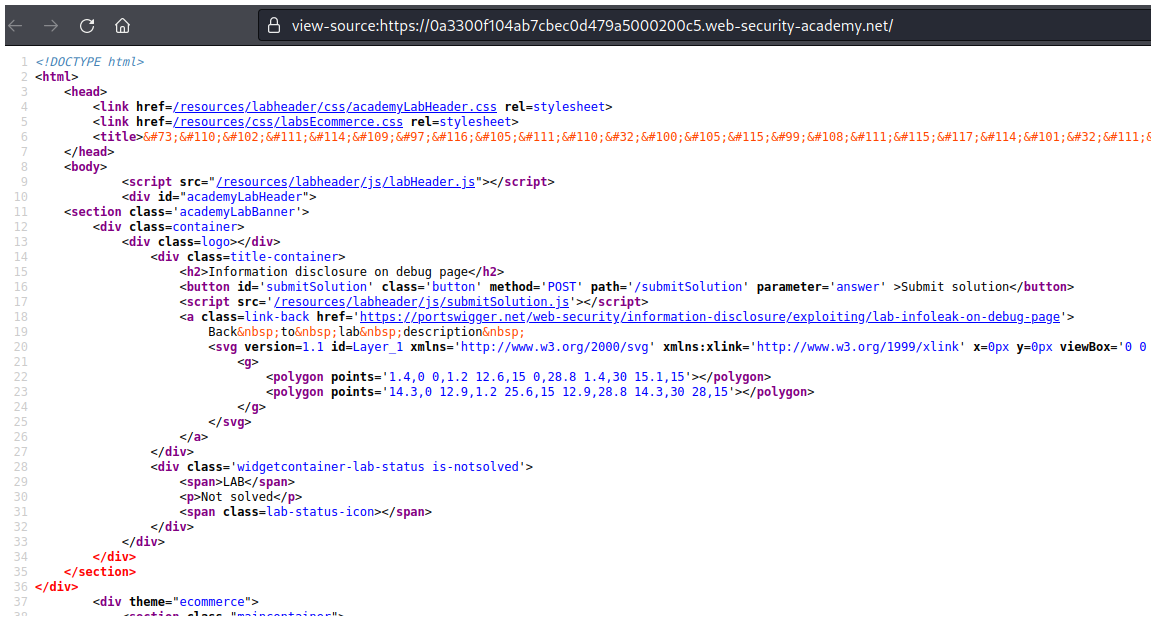 view-source:https://0a3300f104ab7cbec0d479a5000200c5.web-security-academy.net/
1 <!DOCTYPE html>
2 <html>
3 <head>
4 <link href=/resources/labheader/css/academyLabHeader.css rel=stylesheet>
5 <link href=/resources/css/labsEcommerce.css rel=stylesheet>
6 <title>&#73;&#110;&#102;&#111;&#114;&#109;&#97;&#116;&#105;&#111;&#110;&#32;&#100;&#105;&#115;&#99;&#108;&#111;&#115;&#117;&#114;&#101;&#32;&#111;&
7 </head>
8 <body>
9 <script src="/resources/labheader/js/labHeader.js"></script>
10 <div id="academyLabHeader">
11 <section class='academyLabBanner'>
12 <div class=container>
13 <div class=logo></div>
14 <div class=title-container>
15 <h2>Information disclosure on debug page</h2>
16 <button id='submitSolution' class='button' method='POST' path='/submitSolution' parameter='answer' >Submit solution</button>
17 <script src='/resources/labheader/js/submitSolution.js'></script>
18 <a class=link-back href='https://portswigger.net/web-security/information-disclosure/exploiting/lab-infoleak-on-debug-page'>
19 Back&nbsp;to&nbsp;lab&nbsp;description&nbsp;
20 <svg version=1.1 id=Layer_1 xmlns='http://www.w3.org/2000/svg' xmlns:xlink='http://www.w3.org/1999/xlink' x=0px y=0px viewBox='0 0
21 <g>
22 <polygon points='1.4,0 0,1.2 12.6,15 0,28.8 1.4,30 15.1,15'></polygon>
23 <polygon points='14.3,0 12.9,1.2 25.6,15 12.9,28.8 14.3,30 28,15'></polygon>
24 </g>
25 </svg>
26 </a>
27 </div>
28 <div class='widgetcontainer-lab-status is-notsolved'>
29 <span>LAB</span>
30 <p>Not solved</p>
31 <span class=lab-status-icon></span>
32 </div>
33 </div>
34 </div>
35 </section>
36 </div>
37 <div theme="ecommerce">
38 <section class="maincontainer">